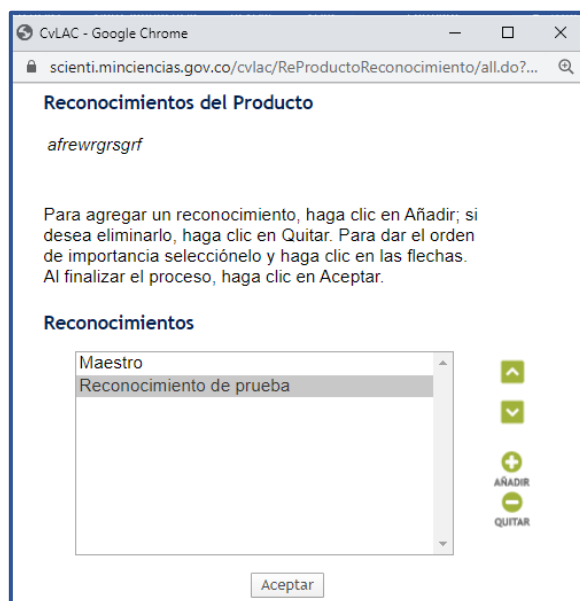 CvLAC - Google Chrome
scienti.minciencias.gov.co/cvlac/ReProductoReconocimiento/all.do?...
Reconocimientos del Producto
afrewrgrsgrf
Para agregar un reconocimiento, haga clic en Añadir; si
desea eliminarlo, haga clic en Quitar. Para dar el orden
de importancia selecciónelo y haga clic en las flechas.
Al finalizar el proceso, haga clic en Aceptar.
Reconocimientos
Maestro
Reconocimiento de prueba
AÑADIR
QUITAR
Aceptar